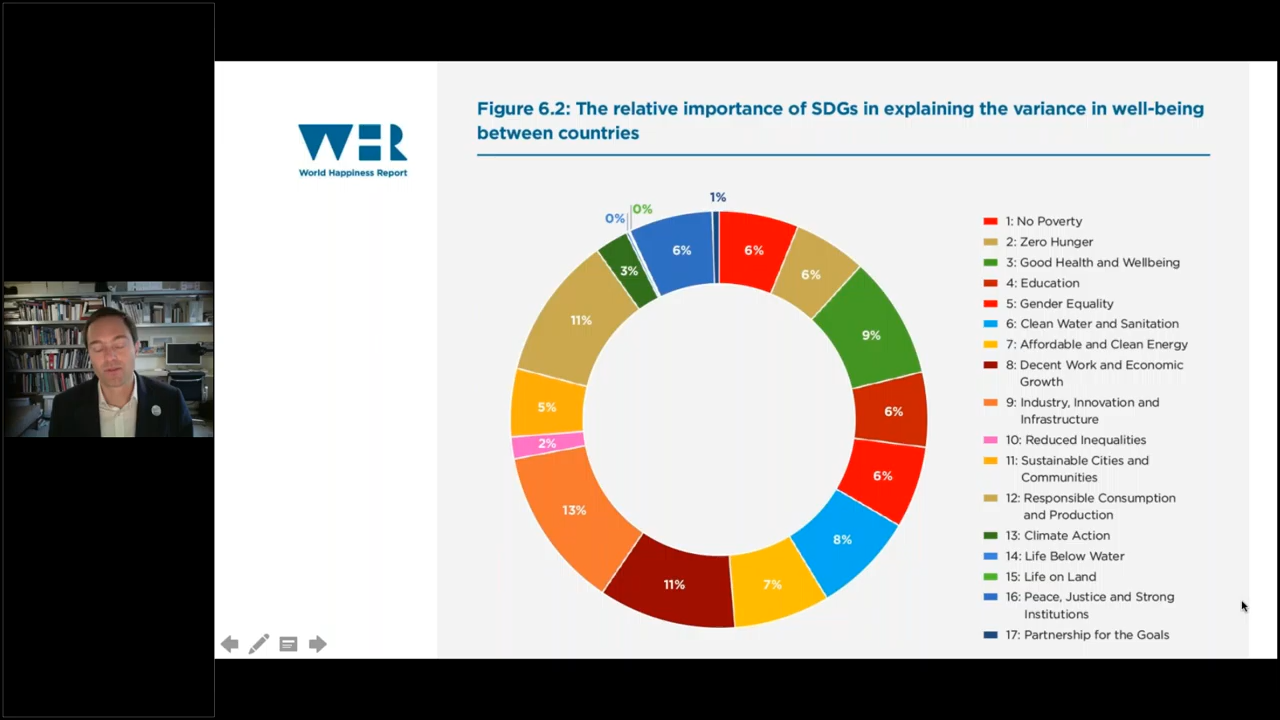 Figure 6.2: The relative importance of SDGs in explaining the variance in well-being
between countries
WHR
World Happiness Report
1%
0%
0%
6%
6%
6%
3%
9%
11%
6%
5%
2%
6%
13%
8%
11%
7%
1: No Poverty
2: Zero Hunger
3: Good Health and Wellbeing
4: Education
5: Gender Equality
6: Clean Water and Sanitation
7: Affordable and Clean Energy
8: Decent Work and Economic
Growth
9: Industry, Innovation and
Infrastructure
10: Reduced Inequalities
11: Sustainable Cities and
Communities
12: Responsible Consumption
and Production
13: Climate Action
14: Life Below Water
15: Life on Land
16: Peace, Justice and Strong
Institutions
17: Partnership for the Goals